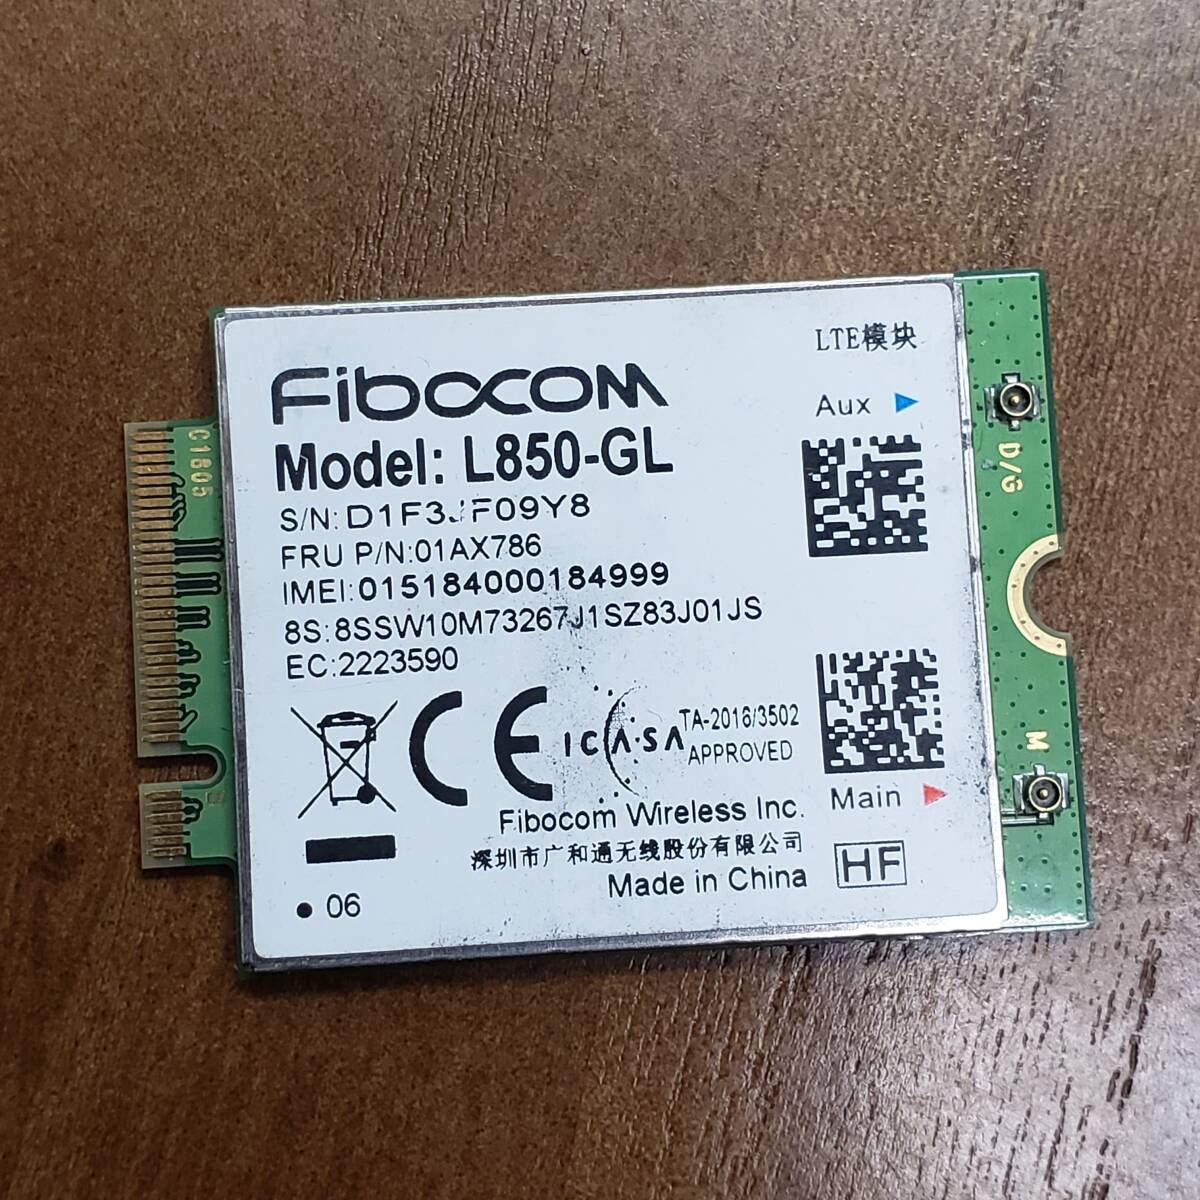 LTE模块
Fibocom
Aux
Model: L850-GL
S/N: D1F3JF09Y8
FRU P/N:01AX786
IMEI:015184000184999
8S:8SSW10M73267J1SZ83J01JS
EC:2223590
CE
ICASA
TA-2016/3502
APPROVED
Main
Fibocom Wireless Inc.
深圳市广和通无线股份有限公司
Made in China
HF
06
C1805
D/G
M